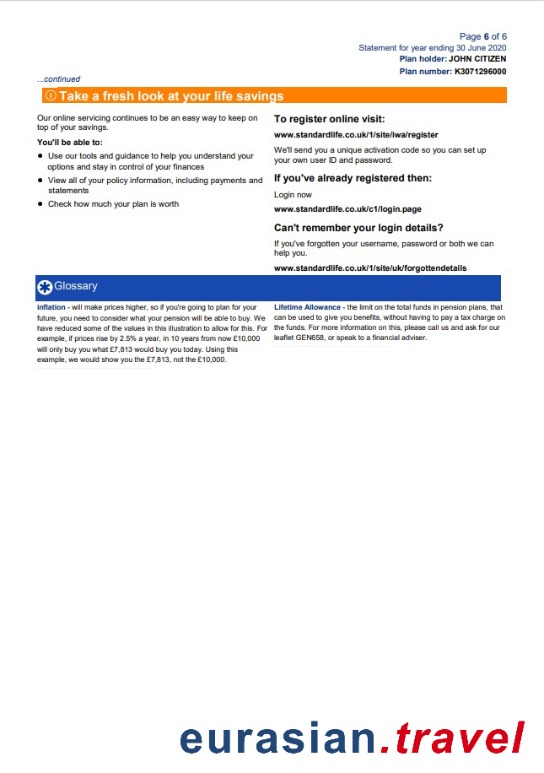 Page 6 of 6
Statement for year ending 30 June 2020
Plan holder: JOHN CITIZEN
Plan number: K3071296000
...continued
Take a fresh look at your life savings
Our online servicing continues to be an easy way to keep on
top of your savings.
You'll be able to:
● Use our tools and guidance to help you understand your
options and stay in control of your finances
● View all of your policy information, including payments and
statements
● Check how much your plan is worth
To register online visit:
www.standardlife.co.uk/1/site/iwa/register
We'll send you a unique activation code so you can set up
your own user ID and password.
If you've already registered then:
Login now
www.standardlife.co.uk/c1/login.page
Can't remember your login details?
If you've forgotten your username, password or both we can
help you.
www.standardlife.co.uk/1/site/uk/forgottendetails
Glossary
Inflation - will make prices higher, so if you're going to plan for your
future, you need to consider what your pension will be able to buy. We
have reduced some of the values in this illustration to allow for this. For
example, if prices rise by 2.5% a year, in 10 years from now £10,000
will only buy you what £7,813 would buy you today. Using this
example, we would show you the £7,813, not the £10,000.
Lifetime Allowance - the limit on the total funds in pension plans, that
can be used to give you benefits, without having to pay a tax charge on
the funds. For more information on this, please call us and ask for our
leaflet GEN658, or speak to a financial adviser.
eurasian.travel